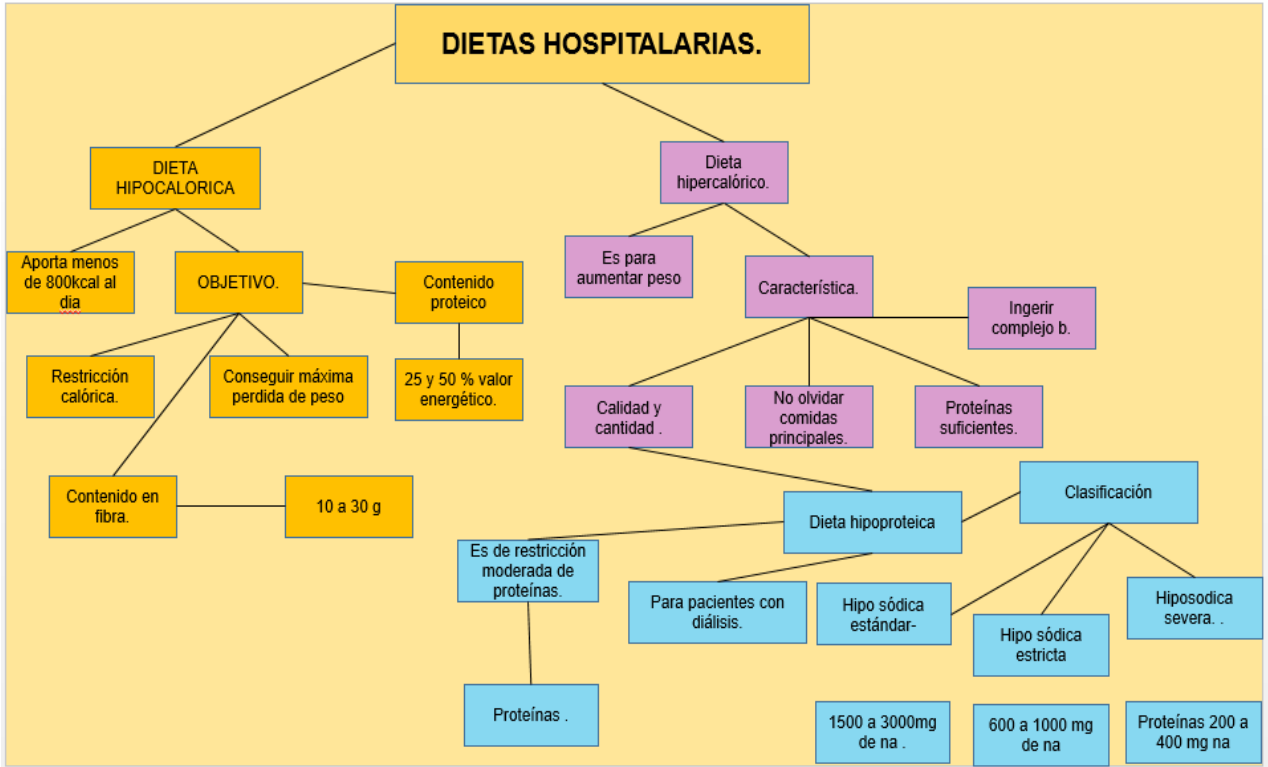 DIETAS HOSPITALARIAS.
DIETA
HIPOCALORICA
Aporta menos
de 800kcal al
dia
OBJETIVO.
Contenido
proteico
Restricción
calórica.
Conseguir máxima
perdida de peso
25 y 50 % valor
energético.
Contenido en
fibra.
10 a 30 g
Dieta
hipercalórico.
Es para
aumentar peso
Característica.
Ingerir
complejo b.
Calidad y
cantidad .
No olvidar
comidas
principales.
Proteínas
suficientes.
Dieta hipoproteica
Clasificación
Es de restricción
moderada de
proteínas.
Para pacientes con
diálisis.
Hipo sódica
estándar-
Hipo sódica
estricta
Hiposodica
severa. .
Proteínas .
1500 a 3000mg
de na .
600 a 1000 mg
de na
Proteínas 200 a
400 mg na